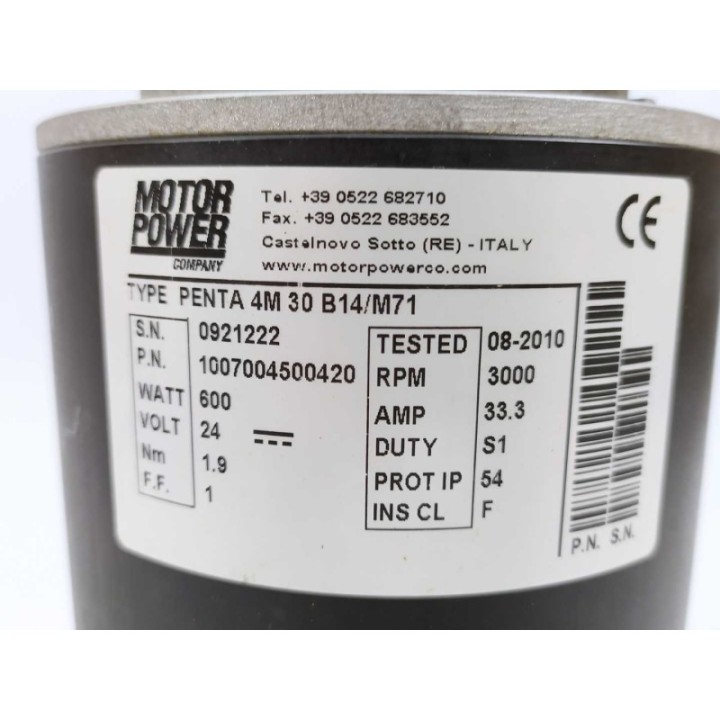 MOTOR
POWER
COMPANY
Tel. +39 0522 682710
Fax. +39 0522 683552
Castelnovo Sotto (RE) - ITALY
www.motorpowerco.com
CE
TYPE PENTA 4M 30 B14/M71
S.N. 0921222
P.N. 1007004500420
WATT 600
VOLT 24
Nm 1.9
F.F. 1
TESTED 08-2010
RPM 3000
AMP 33.3
DUTY S1
PROT IP 54
INS CL F
P.N. S.N.